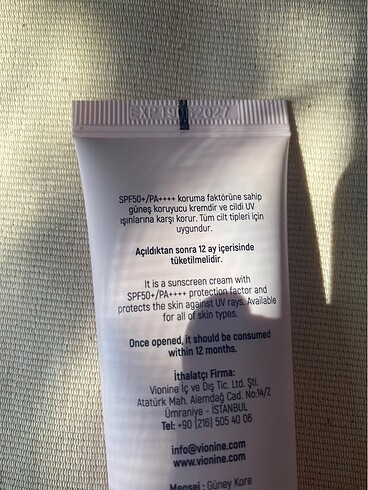 EXP 2027
SPF50+/PA++++ koruma faktörüne sahip
güneş koruyucu kremdir ve cildi UV
ışınlarına karşı korur. Tüm cilt tipleri için
uygundur.
Açıldıktan sonra 12 ay içerisinde
tüketilmelidir.
It is a sunscreen cream with
SPF50+/PA++++ protection factor and
protects the skin against UV rays. Available
for all of skin types.
Once opened, it should be consumed
within 12 months.
İthalatçı Firma:
Vionine İç ve Dış Tic. Ltd. Şti.
Atatürk Mah. Alemdağ Cad. No:14/2
Ümraniye - İSTANBUL
Tel: +90 (216) 505 40 06
info@vionine.com
www.vionine.com
Menşei : Güney Kore